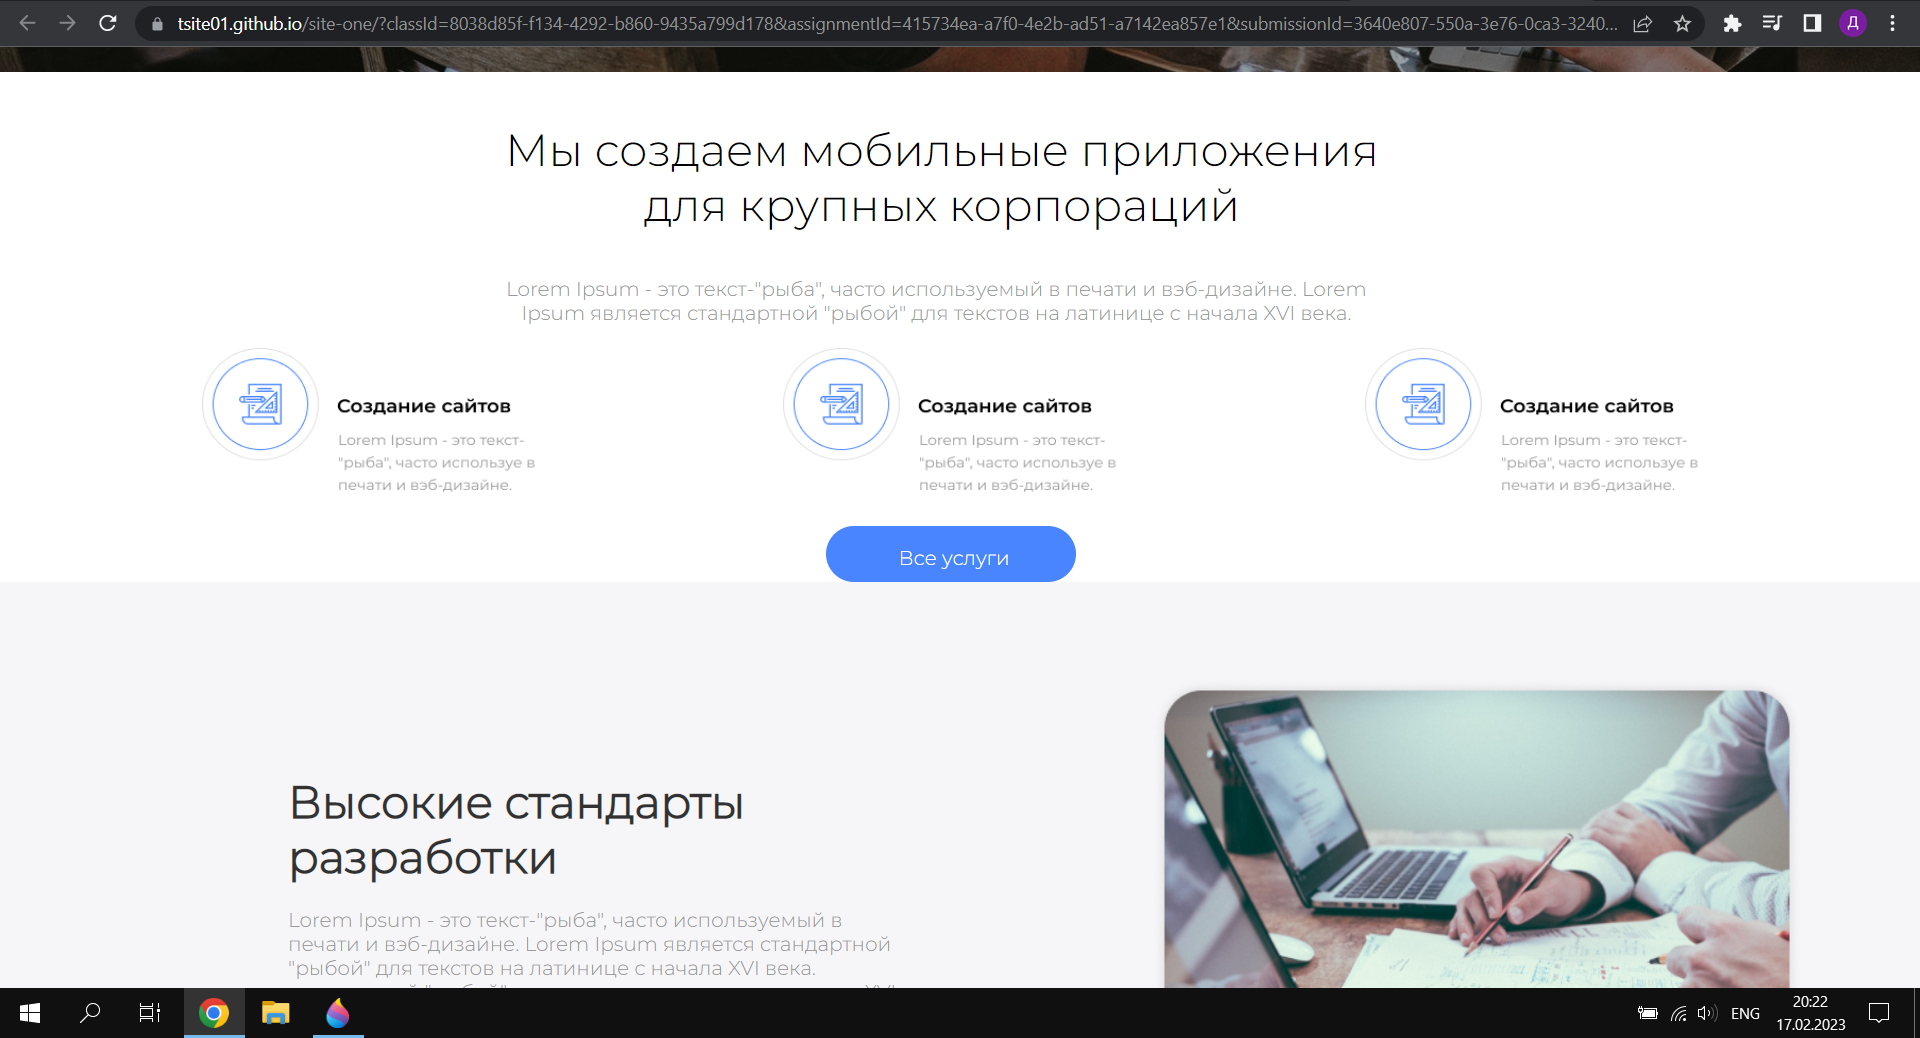 tsite01.github.io/site-one/?classId=8038d85f-f134-4292-b860-9435a799d178&assignmentId=415734ea-a7f0-4e2b-ad51-a7142ea857e1&submissionId=3640e807-550a-3e76-0ca3-3240...
Д
Мы создаем мобильные приложения
для крупных корпораций
Lorem Ipsum - это текст-"рыба", часто используемый в печати и вэб-дизайне. Lorem
Ipsum является стандартной "рыбой" для текстов на латинице с начала XVI века.
Создание сайтов
Lorem Ipsum - это текст-
"рыба", часто используе в
печати и вэб-дизайне.
Создание сайтов
Lorem Ipsum - это текст-
"рыба", часто используе в
печати и вэб-дизайне.
Создание сайтов
Lorem Ipsum - это текст-
"рыба", часто используе в
печати и вэб-дизайне.
Все услуги
Высокие стандарты
разработки
Lorem Ipsum - это текст-"рыба", часто используемый в
печати и вэб-дизайне. Lorem Ipsum является стандартной
"рыбой" для текстов на латинице с начала XVI века.
ENG
20:22
17.02.2023